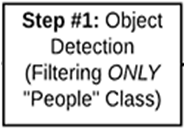 Step #1: Object
Detection
(Filtering ONLY
"People" Class)